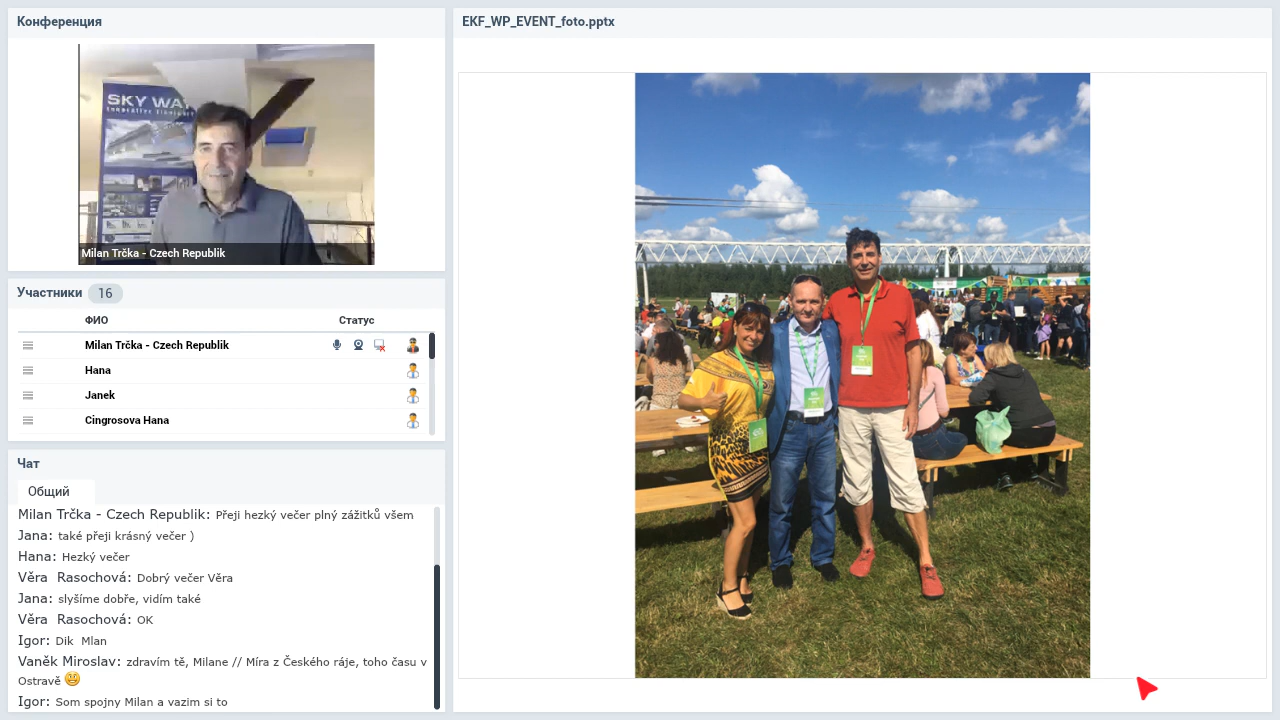 Конференция
SKY WAY
Milan Trčka - Czech Republik
Участники 16
ФИО Статус
Milan Trčka - Czech Republik
Hana
Janek
Cingrosova Hana
Чат
Общий
Milan Trčka - Czech Republik: Přeji hezký večer plný zážitků všem
Jana: také přeji krásný večer )
Hana: Hezký večer
Věra Rasochová: Dobrý večer Věra
Jana: slyšíme dobře, vidím také
Věra Rasochová: OK
Igor: Dik Mlan
Vaněk Miroslav: zdravím tě, Milane // Míra z Českého ráje, toho času v
Ostravě
Igor: Som spojny Milan a vazim si to
EKF_WP_EVENT_foto.pptx